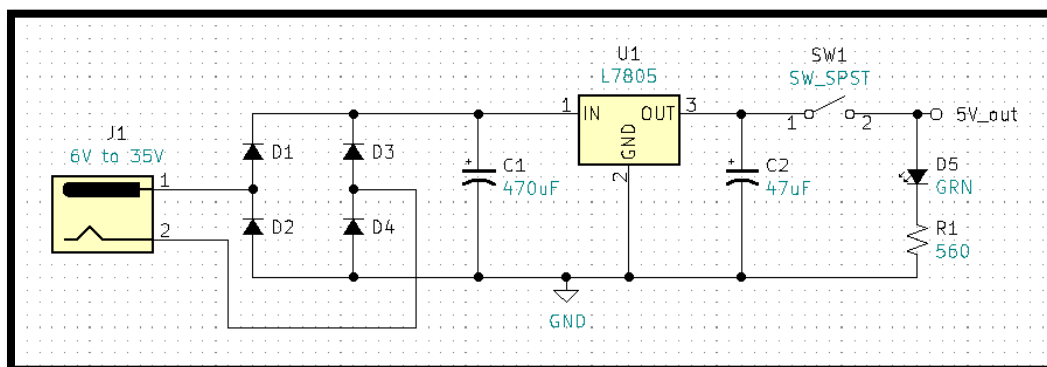 J1
6V to 35V
1
2
D1
D2
D3
D4
+
C1
470uF
U1
L7805
1
IN
OUT
3
GND
2
+
C2
47uF
SW1
SW_SPST
1
2
5V_out
D5
GRN
R1
560
GND